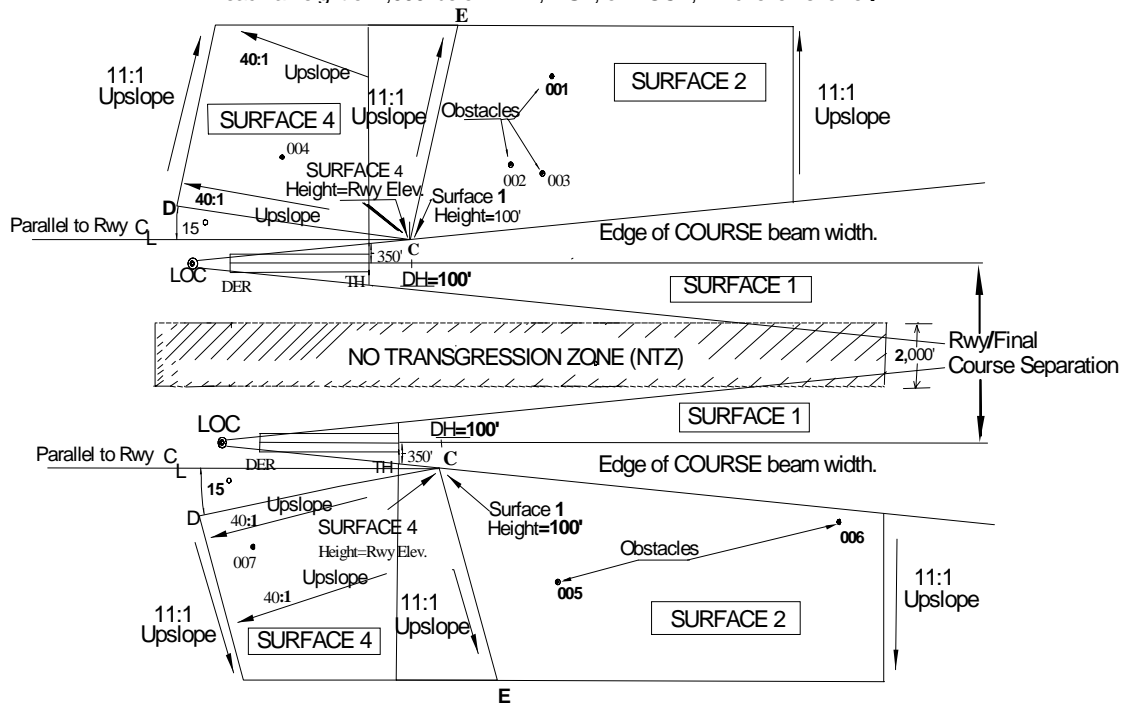 E
40:1
Upslope
11:1
Upslope
11:1
Upslope
SURFACE 2
001
11:1
Upslope
Obstacles
SURFACE 4
004
SURFACE 4
Height=Rwy Elev.
002
003
40:1
Upslope
Surface 1
Height=100'
D
15°
Parallel to Rwy CL
C
Edge of COURSE beam width.
350'
LOC
DER
TH
DH=100'
SURFACE 1
NO TRANSGRESSION ZONE (NTZ)
2,000'
Rwy/Final
Course Separation
SURFACE 1
LOC
DH=100'
Parallel to Rwy CL
DER
TH
350'
C
Edge of COURSE beam width.
15°
D
Upslope
40:1
SURFACE 4
Height=Rwy Elev.
Surface 1
Height=100'
006
007
Obstacles
Upslope
40:1
005
11:1
Upslope
11:1
Upslope
11:1
Upslope
SURFACE 4
SURFACE 2
E